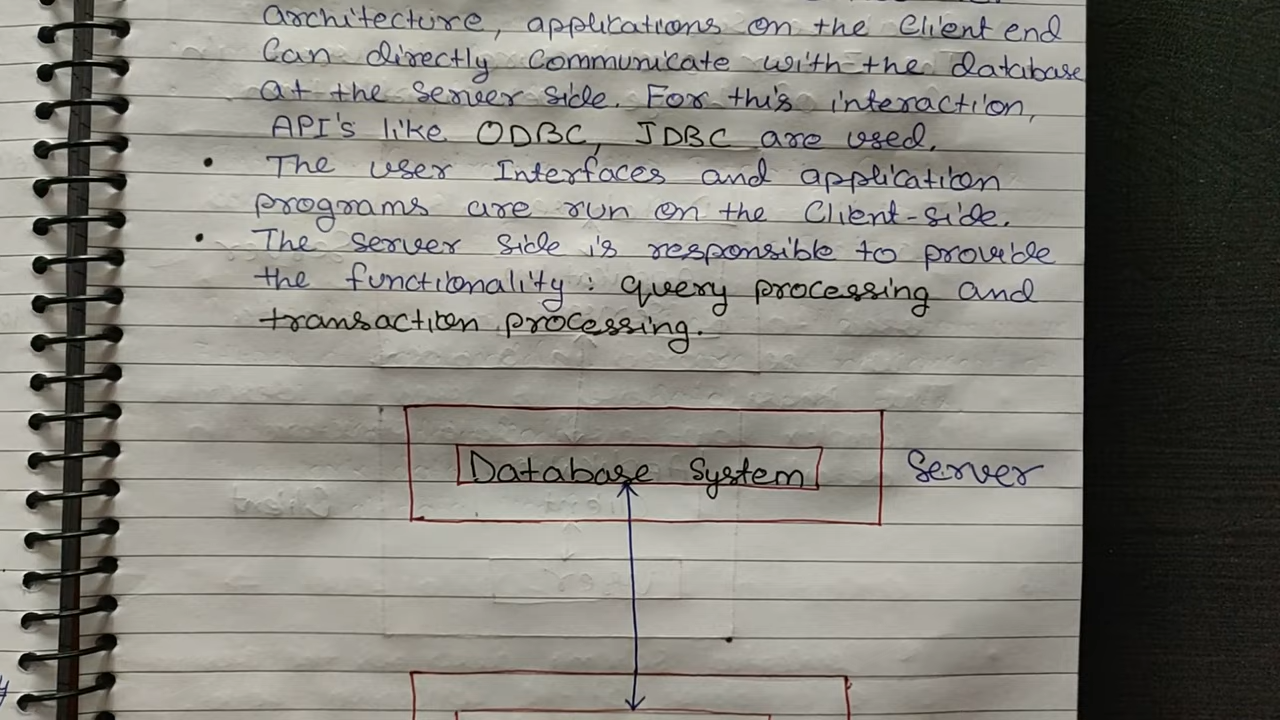 architecture, applications on the Client end
Can directly Communicate with the database
at the server side. For this interaction,
API's like ODBC, JDBC are used.
• The user Interfaces and application
programs are run on the Client-side.
• The server side is responsible to provide
the functionality : query processing and
transaction processing.
Database System
Server